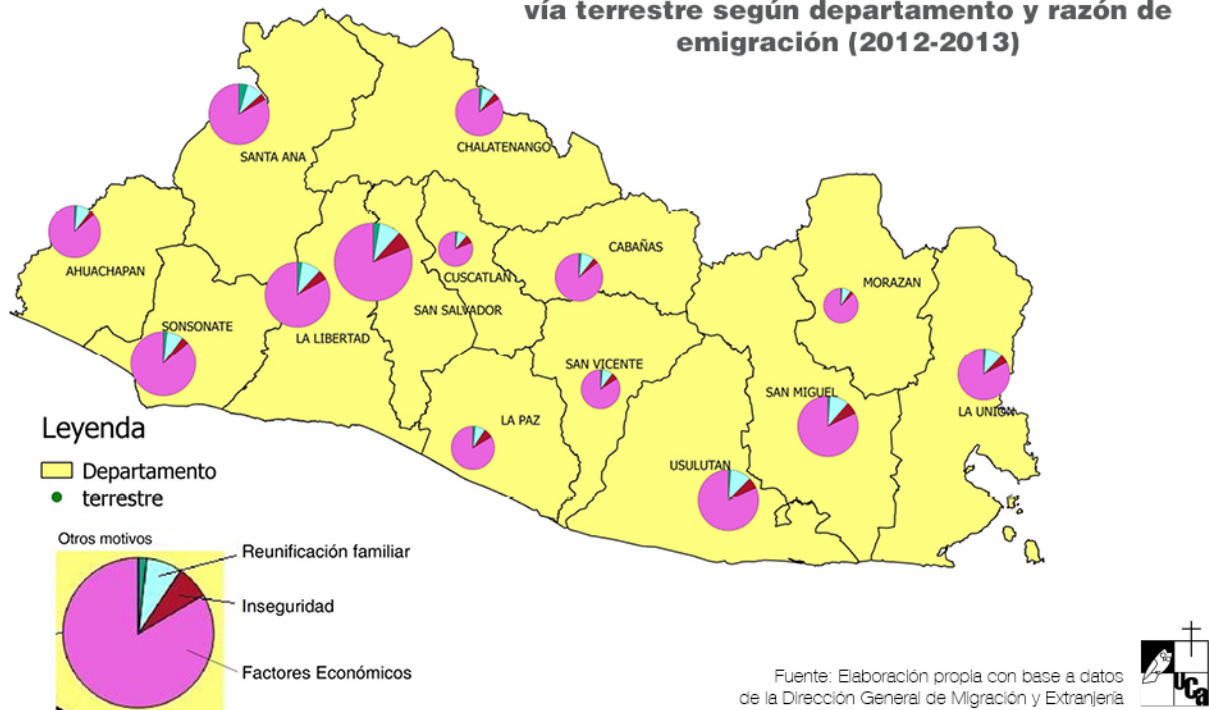 vía terrestre según departamento y razón de
emigración (2012-2013)
SANTA ANA
CHALATENANGO
AHUACHAPAN
CABAÑAS
CUSCATLAN
MORAZAN
SAN SALVADOR
SONSONATE
LA LIBERTAD
SAN VICENTE
SAN MIGUEL
LA UNION
LA PAZ
USULUTAN
Leyenda
Departamento
terrestre
Otros motivos
Reunificación familiar
Inseguridad
Factores Económicos
Fuente: Elaboración propia con base a datos
de la Dirección General de Migración y Extranjería
UCa